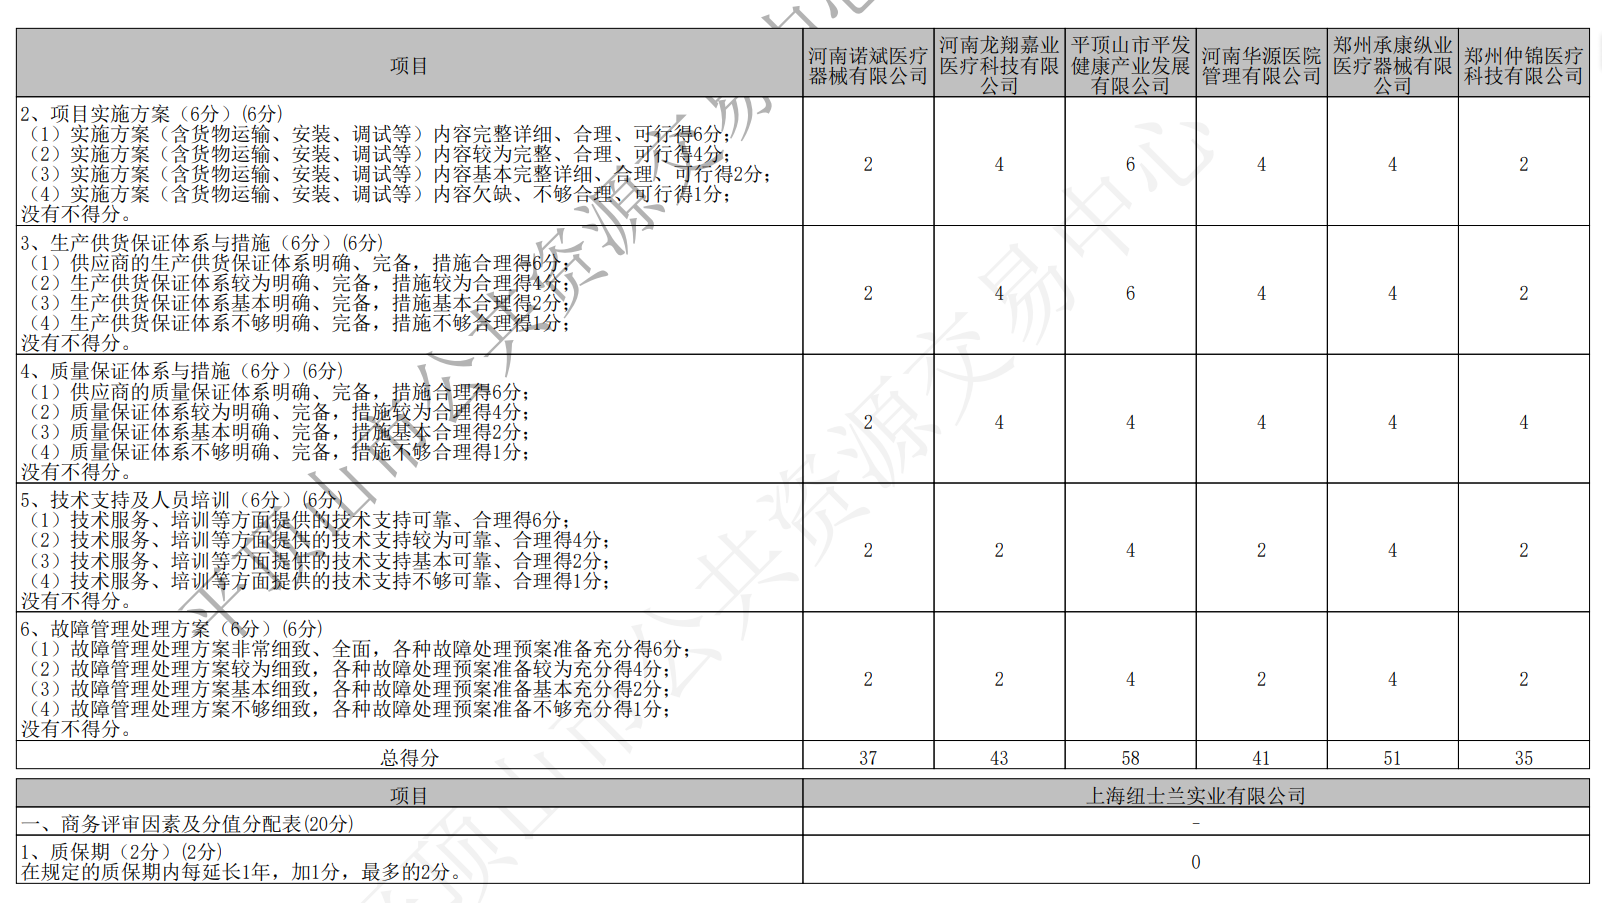 项目
河南诺斌医疗
器械有限公司
河南龙翔嘉业
医疗科技有限
公司
平顶山市平发
健康产业发展
有限公司
河南华源医院
管理有限公司
郑州承康纵业
医疗器械有限
公司
郑州仲锦医疗
科技有限公司
2、项目实施方案（6分）(6分)
（1）实施方案（含货物运输、安装、调试等）内容完整详细、合理、可行得6分；
（2）实施方案（含货物运输、安装、调试等）内容较为完整、合理、可行得4分；
（3）实施方案（含货物运输、安装、调试等）内容基本完整详细、合理、可行得2分；
（4）实施方案（含货物运输、安装、调试等）内容欠缺、不够合理、可行得1分；
没有不得分。
2 4 6 4 4 2
3、生产供货保证体系与措施（6分）(6分)
（1）供应商的生产供货保证体系明确、完备，措施合理得6分；
（2）生产供货保证体系较为明确、完备，措施较为合理得4分；
（3）生产供货保证体系基本明确、完备，措施基本合理得2分；
（4）生产供货保证体系不够明确、完备，措施不够合理得1分；
没有不得分。
2 4 6 4 4 2
4、质量保证体系与措施（6分）(6分)
（1）供应商的质量保证体系明确、完备，措施合理得6分；
（2）质量保证体系较为明确、完备，措施较为合理得4分；
（3）质量保证体系基本明确、完备，措施基本合理得2分；
（4）质量保证体系不够明确、完备，措施不够合理得1分；
没有不得分。
2 4 4 4 4 4
5、技术支持及人员培训（6分）(6分)
（1）技术服务、培训等方面提供的技术支持可靠、合理得6分；
（2）技术服务、培训等方面提供的技术支持较为可靠、合理得4分；
（3）技术服务、培训等方面提供的技术支持基本可靠、合理得2分；
（4）技术服务、培训等方面提供的技术支持不够可靠、合理得1分；
没有不得分。
2 2 4 2 4 2
6、故障管理处理方案（6分）(6分)
（1）故障管理处理方案非常细致、全面，各种故障处理预案准备充分得6分；
（2）故障管理处理方案较为细致，各种故障处理预案准备较为充分得4分；
（3）故障管理处理方案基本细致，各种故障处理预案准备基本充分得2分；
（4）故障管理处理方案不够细致，各种故障处理预案准备不够充分得1分；
没有不得分。
2 2 4 2 4 2
总得分 37 43 58 41 51 35
项目 上海纽士兰实业有限公司
一、商务评审因素及分值分配表(20分) -
1、质保期（2分）(2分)
在规定的质保期内每延长1年，加1分，最多的2分。
0
平顶山市公共资源交易中心
平顶山市公共资源交易中心